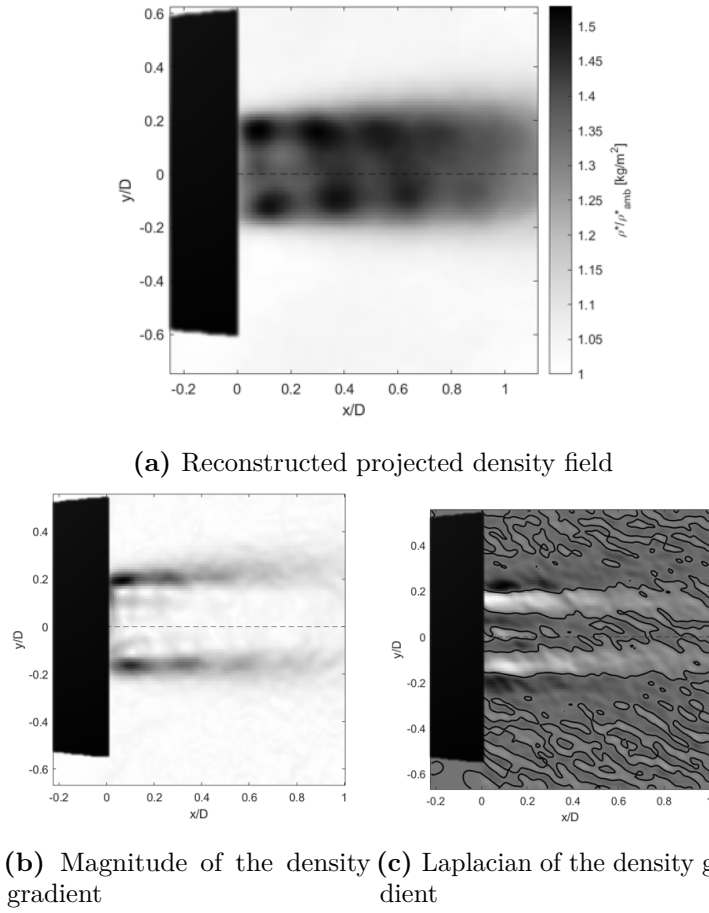 0.6
0.4
0.2
0
-0.2
-0.4
-0.6
y/D
-0.2 0 0.2 0.4 0.6 0.8 1
x/D
1.5
1.45
1.4
1.35
1.3
1.25
1.2
1.15
1.1
1.05
1
ρ*/ρ*amb [kg/m²]
(a) Reconstructed projected density field
0.4
0.2
0
-0.2
-0.4
-0.6
y/D
-0.2 0 0.2 0.4 0.6 0.8 1
x/D
0.4
0.2
0
-0.2
-0.4
-0.6
y/D
-0.2 0 0.2 0.4 0.6 0.8 1
x/D
(b) Magnitude of the density
gradient
(c) Laplacian of the density g
dient